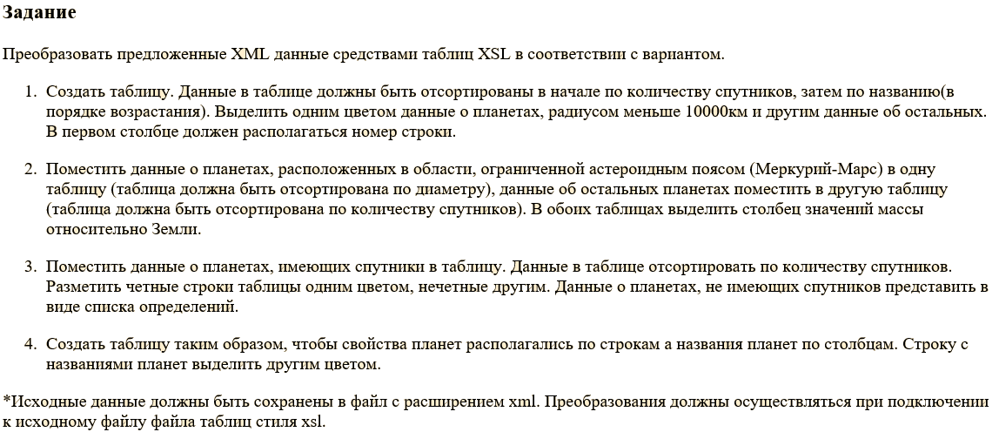 Задание
Преобразовать предложенные XML данные средствами таблиц XSL в соответствии с вариантом.
1. Создать таблицу. Данные в таблице должны быть отсортированы в начале по количеству спутников, затем по названию(в
порядке возрастания). Выделить одним цветом данные о планетах, радиусом меньше 10000км и другим данные об остальных.
В первом столбце должен располагаться номер строки.
2. Поместить данные о планетах, расположенных в области, ограниченной астероидным поясом (Меркурий-Марс) в одну
таблицу (таблица должна быть отсортирована по диаметру), данные об остальных планетах поместить в другую таблицу
(таблица должна быть отсортирована по количеству спутников). В обоих таблицах выделить столбец значений массы
относительно Земли.
3. Поместить данные о планетах, имеющих спутники в таблицу. Данные в таблице отсортировать по количеству спутников.
Разметить четные строки таблицы одним цветом, нечетные другим. Данные о планетах, не имеющих спутников представить в
виде списка определений.
4. Создать таблицу таким образом, чтобы свойства планет располагались по строкам а названия планет по столбцам. Строку с
названиями планет выделить другим цветом.
*Исходные данные должны быть сохранены в файл с расширением xml. Преобразования должны осуществляться при подключении
к исходному файлу файла таблиц стиля xsl.